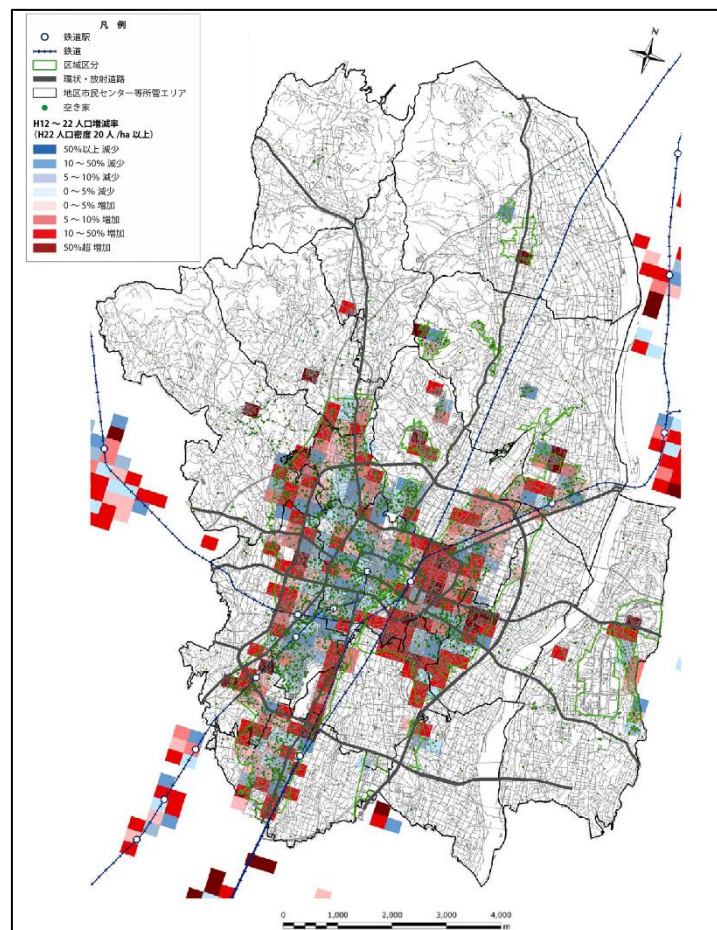 凡 例
鉄道駅
鉄道
区域区分
環状・放射道路
地区市民センター等所管エリア
空き家
H12 ～ 22 人口増減率
(H22 人口密度 20 人 /ha 以上)
50%以上 減少
10 ～ 50% 減少
5 ～ 10% 減少
0 ～ 5% 減少
0 ～ 5% 増加
5 ～ 10% 増加
10 ～ 50% 増加
50%超 増加
N
0 1,000 2,000 3,000 4,000
m